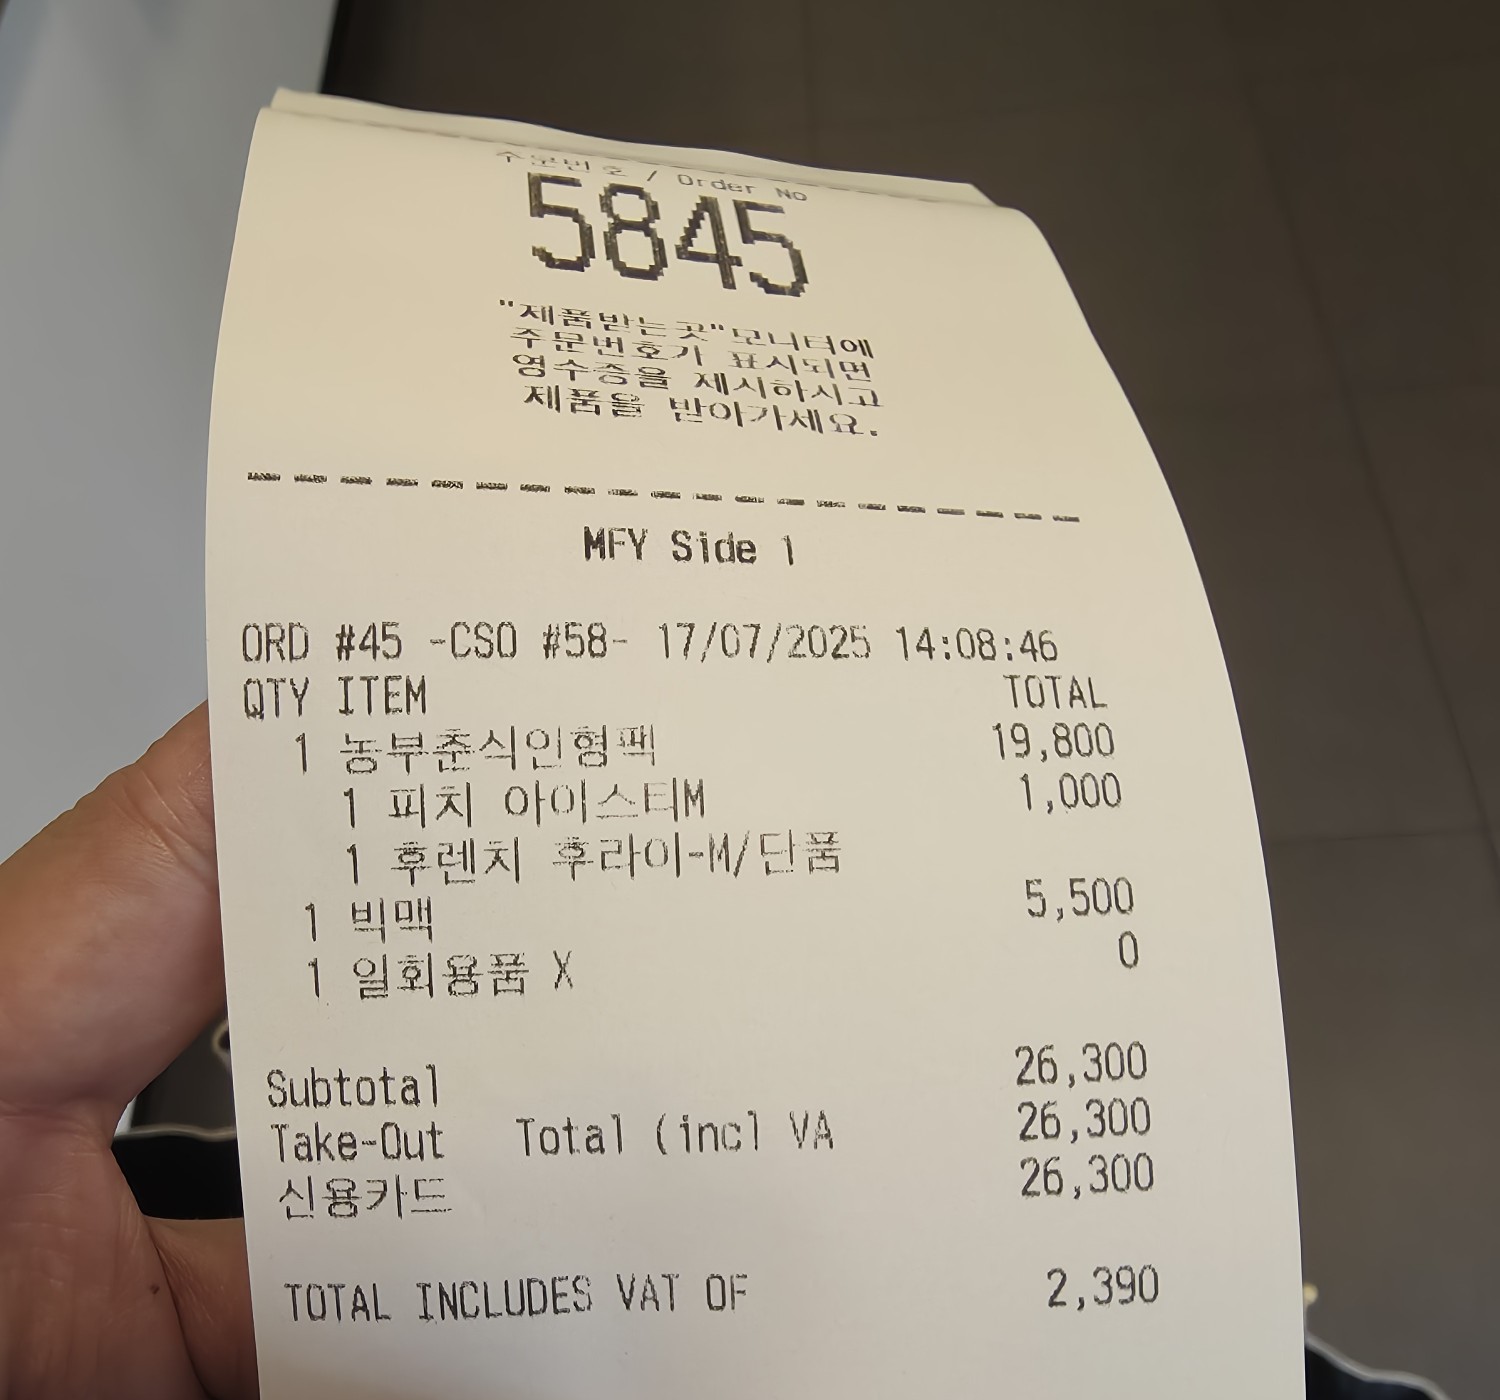 주문번호 / Order No
5845
"제품받는곳"모니터에
주문번호가 표시되면
영수증을 제시하시고
제품을 받아가세요.
MFY Side 1
ORD #45 -CSO #58- 17/07/2025 14:08:46
QTY ITEM TOTAL
1 농부춘식인형팩 19,800
1 피치 아이스티M 1,000
1 후렌치 후라이-M/단품
1 빅맥 5,500
1 일회용품 X 0
Subtotal 26,300
Take-Out Total (incl VA 26,300
신용카드 26,300
TOTAL INCLUDES VAT OF 2,390